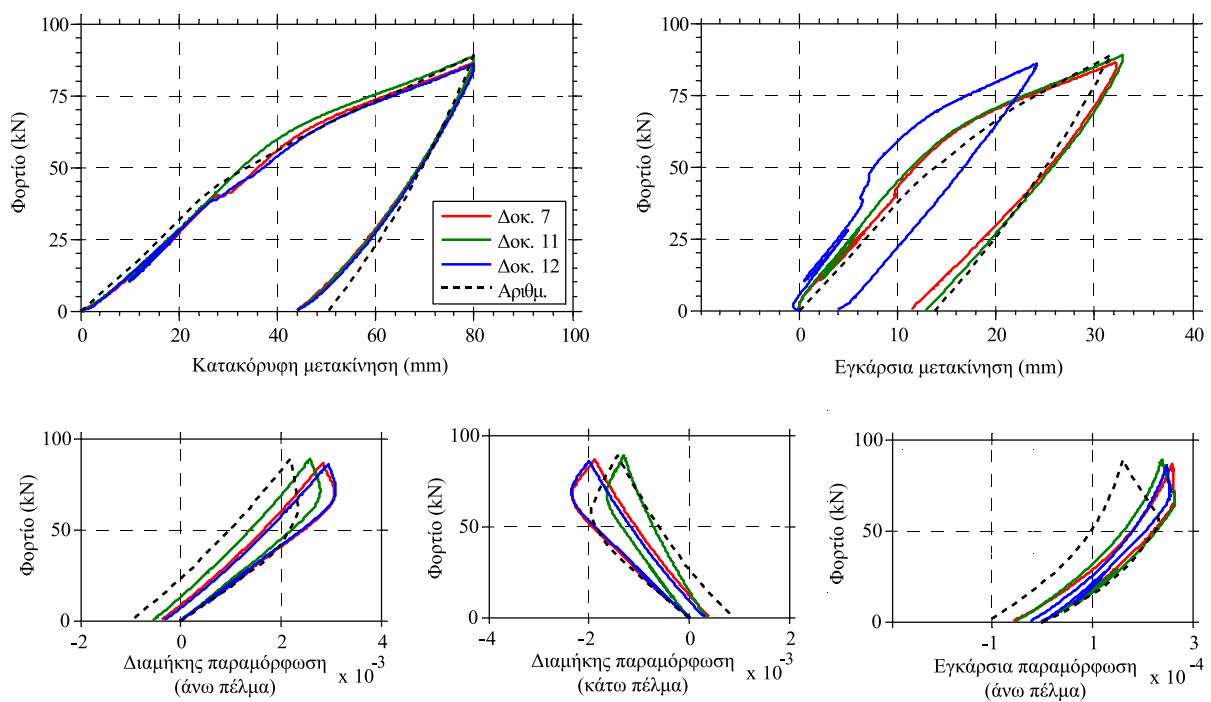 100
75
50
25
0
Φορτίο (kN)
0 20 40 60 80 100
Κατακόρυφη μετακίνηση (mm)
Δοκ. 7
Δοκ. 11
Δοκ. 12
Αριθμ.
100
75
50
25
0
Φορτίο (kN)
-10 0 10 20 30 40
Εγκάρσια μετακίνηση (mm)
100
50
0
Φορτίο (kN)
-2 0 2 4
Διαμήκης παραμόρφωση x 10⁻³
(άνω πέλμα)
100
50
0
Φορτίο (kN)
-4 -2 0 2
Διαμήκης παραμόρφωση x 10⁻³
(κάτω πέλμα)
100
50
0
Φορτίο (kN)
-1 0 1 2 3
Εγκάρσια παραμόρφωση x 10⁻⁴
(άνω πέλμα)